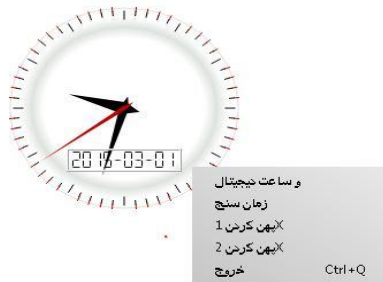 2015-03-01
و ساعت دیجیتال
زمان سنج
پهن کردن 1X
پهن کردن 2X
خروج Ctrl+Q